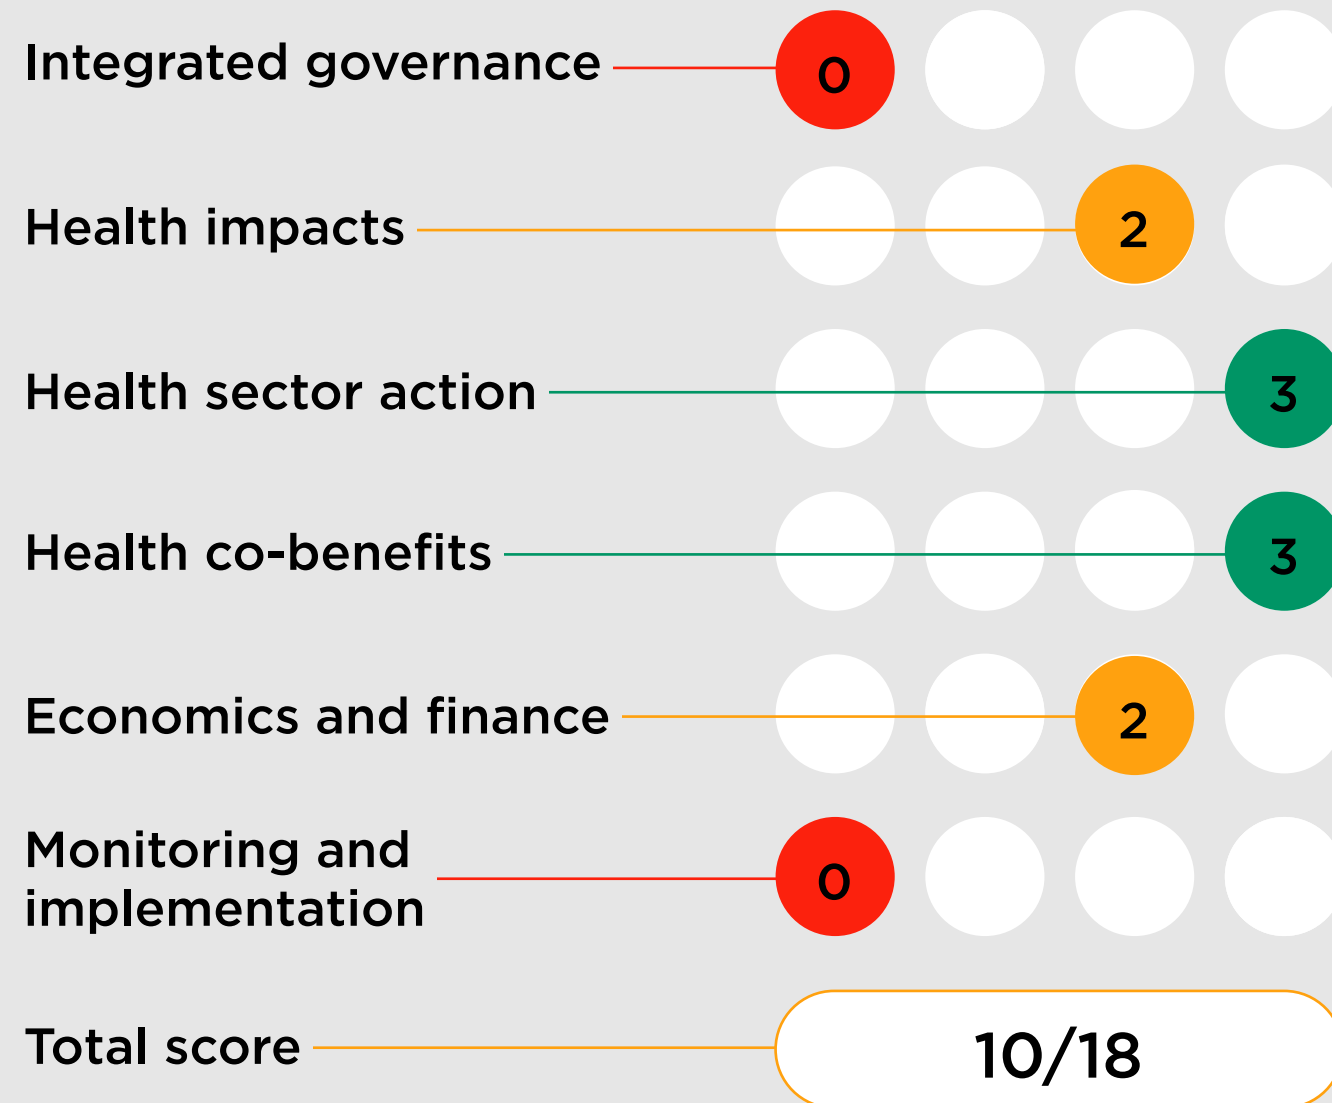 Integrated governance 0
Health impacts 2
Health sector action 3
Health co-benefits 3
Economics and finance 2
Monitoring and
implementation 0
Total score 10/18